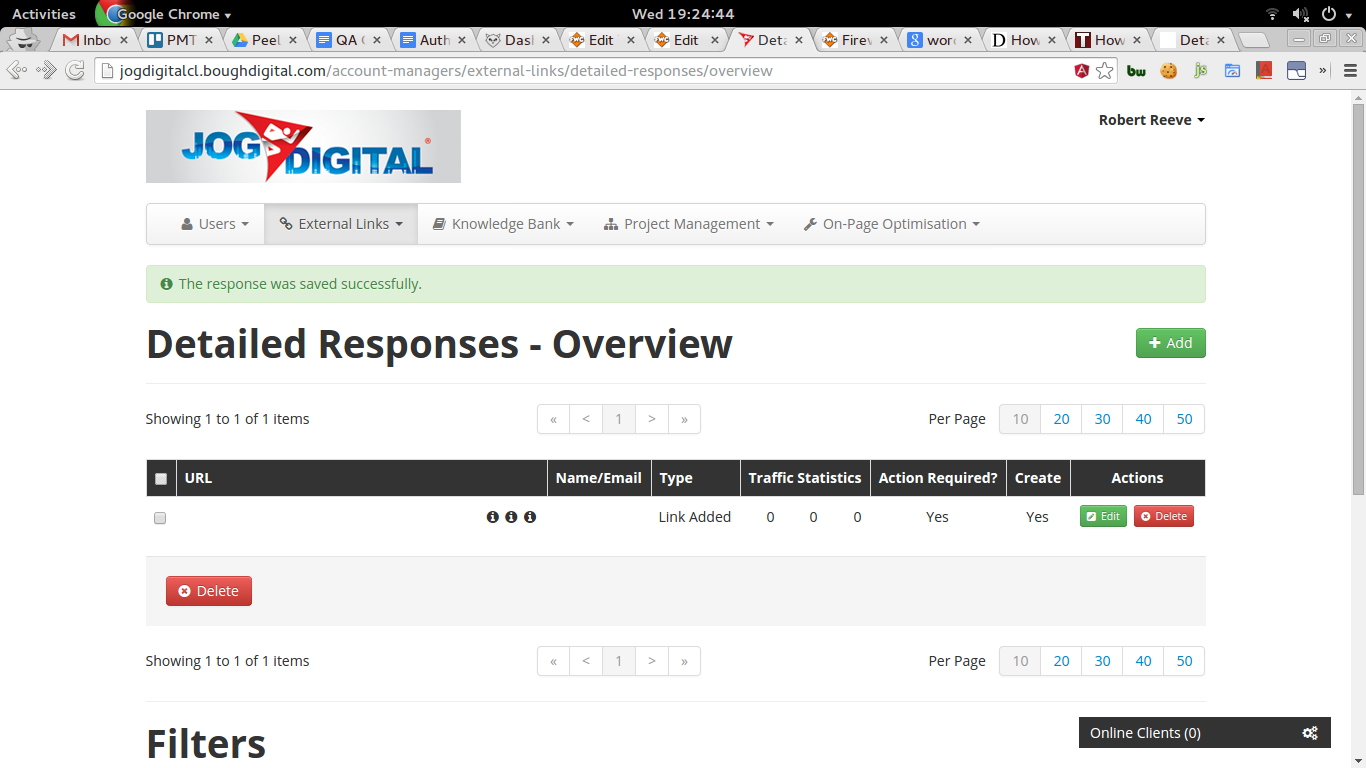 Activities Google Chrome Wed 19:24:44
Inbo PMT Peel QA Auth Das Edit Edit Deta Firev wor How How Deta
jogdigitalcl.boughdigital.com/account-managers/external-links/detailed-responses/overview bw js »
JOG DIGITAL ®
Robert Reeve
Users External Links Knowledge Bank Project Management On-Page Optimisation
The response was saved successfully.
Detailed Responses - Overview
Add
Showing 1 to 1 of 1 items « < 1 > » Per Page 10 20 30 40 50
URL Name/Email Type Traffic Statistics Action Required? Create Actions
Link Added 0 0 0 Yes Yes Edit Delete
Delete
Showing 1 to 1 of 1 items « < 1 > » Per Page 10 20 30 40 50
Filters
Online Clients (0)